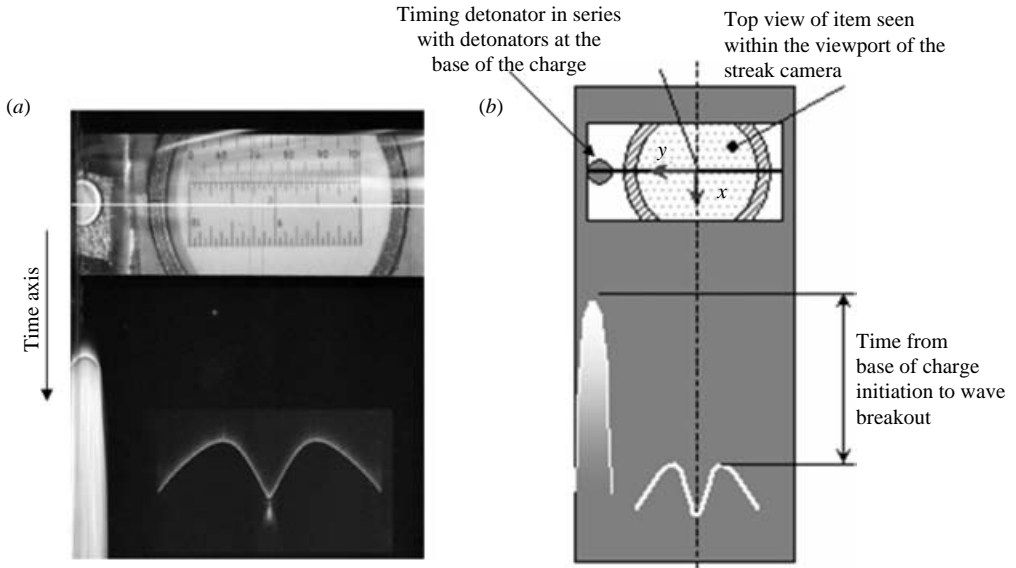 Timing detonator in series
with detonators at the
base of the charge
Top view of item seen
within the viewport of the
streak camera
(a)
(b)
y
x
Time axis
Time from
base of charge
initiation to wave
breakout